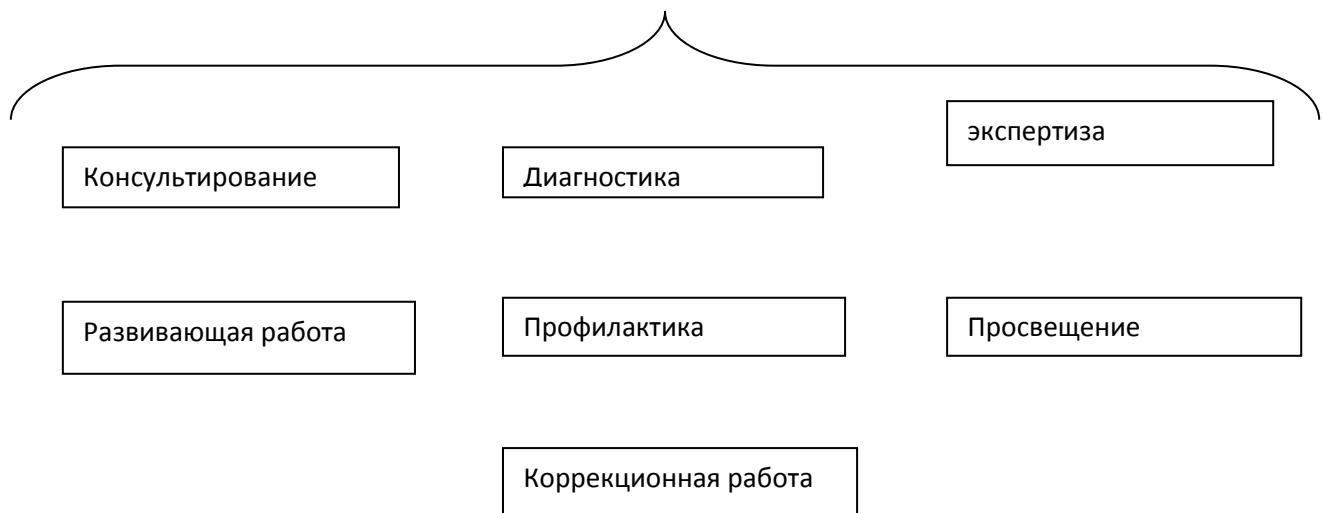 экспертиза
Консультирование
Диагностика
Развивающая работа
Профилактика
Просвещение
Коррекционная работа